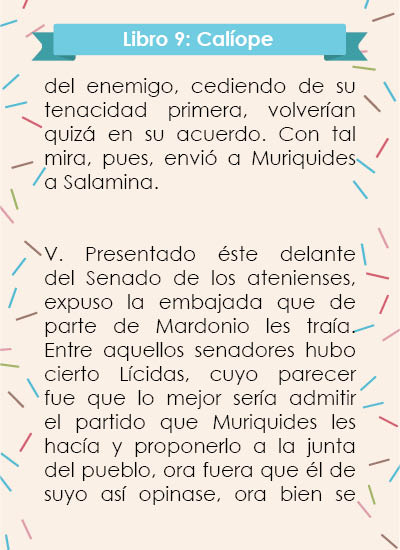 Libro 9: Calíope
del enemigo, cediendo de su
tenacidad primera, volverían
quizá en su acuerdo. Con tal
mira, pues, envió a Muriquides
a Salamina.
V. Presentado éste delante
del Senado de los atenienses,
expuso la embajada que de
parte de Mardonio les traía.
Entre aquellos senadores hubo
cierto Lícidas, cuyo parecer
fue que lo mejor sería admitir
el partido que Muriquides les
hacía y proponerlo a la junta
del pueblo, ora fuera que él de
suyo así opinase, ora bien se